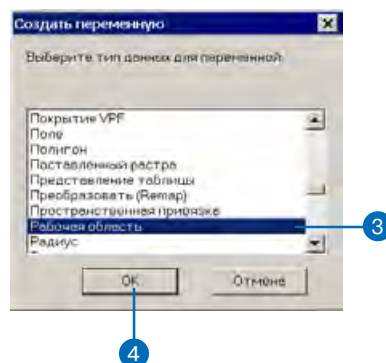 Создать переменную
Выберите тип данных для переменной.
Покрытие VPF
Поле
Полигон
Поставленный растра
Представление таблицы
Преобразовать (Remap)
Пространственная привязка
Рабочая область
3
Радиус
OK
Отмена
4